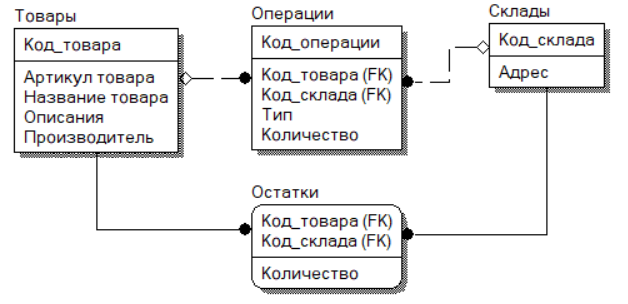 Товары
Код_товара
Артикул товара
Название товара
Описания
Производитель
Операции
Код_операции
Код_товара (FK)
Код_склада (FK)
Тип
Количество
Склады
Код_склада
Адрес
Остатки
Код_товара (FK)
Код_склада (FK)
Количество